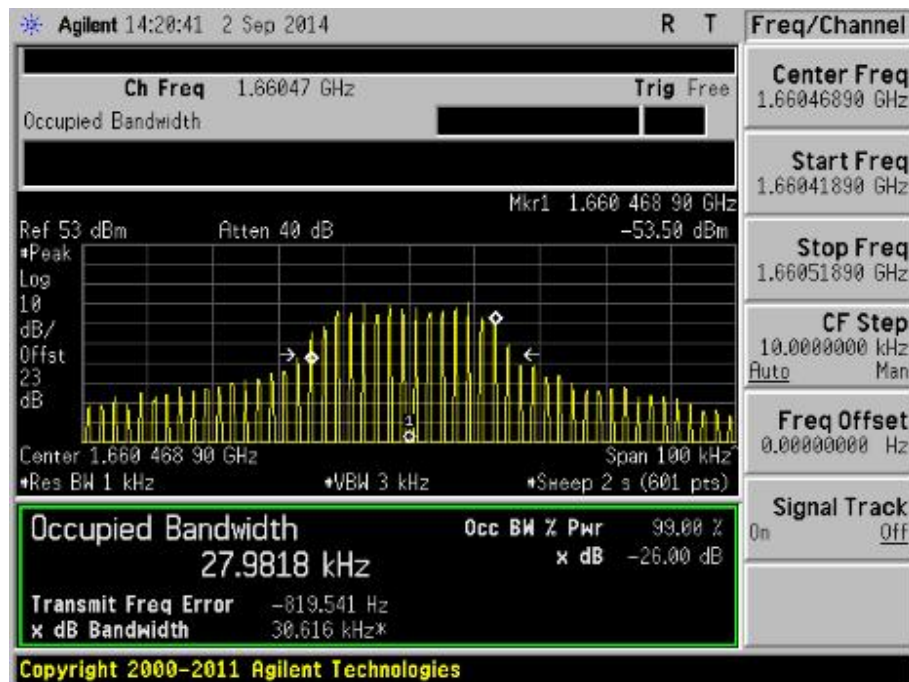 Agilent 14:20:41 2 Sep 2014 R T
Freq/Channel
Ch Freq 1.66047 GHz Trig Free
Occupied Bandwidth
Center Freq
1.66046890 GHz
Start Freq
1.66041890 GHz
Stop Freq
1.66051890 GHz
CF Step
10.0000000 kHz
Auto Man
Freq Offset
0.00000000 Hz
Signal Track
On Off
Mkr1 1.660 468 90 GHz
Ref 53 dBm Atten 40 dB -53.50 dBm
#Peak
Log
10
dB/
Offst
23
dB
1
Center 1.660 468 90 GHz Span 100 kHz^
#Res BW 1 kHz #VBW 3 kHz #Sweep 2 s (601 pts)
Occupied Bandwidth Occ BW % Pwr 99.00 %
27.9818 kHz x dB -26.00 dB
Transmit Freq Error -819.541 Hz
x dB Bandwidth 30.616 kHz*
Copyright 2000-2011 Agilent Technologies